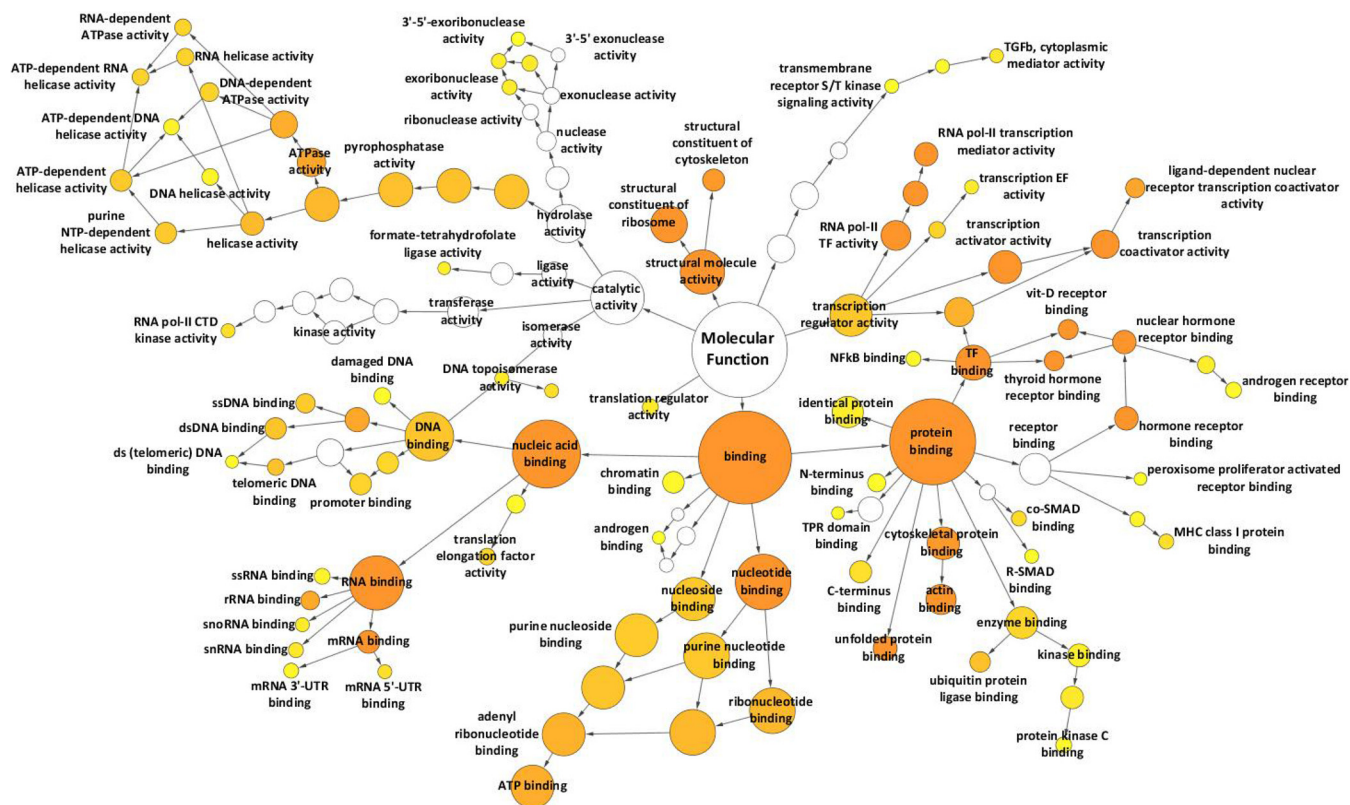 RNA-dependent
ATPase activity
RNA helicase activity
ATP-dependent RNA
helicase activity
DNA-dependent
ATPase activity
ATP-dependent DNA
helicase activity
ATPase
activity
ATP-dependent
helicase activity
DNA helicase activity
purine
NTP-dependent
helicase activity
helicase activity
pyrophosphatase
activity
3'-5'-exoribonuclease
activity
3'-5' exonuclease
activity
exoribonuclease
activity
exonuclease activity
ribonuclease activity
nuclease
activity
hydrolase
activity
formate-tetrahydrofolate
ligase activity
ligase
activity
catalytic
activity
transferase
activity
kinase activity
RNA pol-II CTD
kinase activity
isomerase
activity
DNA topoisomerase
activity
structural
constituent of
cytoskeleton
structural
constituent of
ribosome
structural molecule
activity
Molecular
Function
translation regulator
activity
TGFb, cytoplasmic
mediator activity
transmembrane
receptor S/T kinase
signaling activity
RNA pol-II transcription
mediator activity
transcription EF
activity
ligand-dependent nuclear
receptor transcription coactivator
activity
RNA pol-II
TF activity
transcription
activator activity
transcription
coactivator activity
transcription
regulator activity
vit-D receptor
binding
nuclear hormone
receptor binding
NFkB binding
TF
binding
thyroid hormone
receptor binding
androgen receptor
binding
identical protein
binding
protein
binding
receptor
binding
hormone receptor
binding
peroxisome proliferator activated
receptor binding
MHC class I protein
binding
N-terminus
binding
TPR domain
binding
co-SMAD
binding
R-SMAD
binding
cytoskeletal protein
binding
C-terminus
binding
actin
binding
unfolded protein
binding
enzyme binding
ubiquitin protein
ligase binding
kinase binding
protein kinase C
binding
damaged DNA
binding
ssDNA binding
dsDNA binding
DNA
binding
ds (telomeric) DNA
binding
telomeric DNA
binding
promoter binding
nucleic acid
binding
binding
chromatin
binding
androgen
binding
translation
elongation factor
activity
ssRNA binding
RNA binding
rRNA binding
snoRNA binding
snRNA binding
mRNA binding
mRNA 3'-UTR
binding
mRNA 5'-UTR
binding
nucleoside
binding
nucleotide
binding
purine nucleoside
binding
purine nucleotide
binding
ribonucleotide
binding
adenyl
ribonucleotide
binding
ATP binding